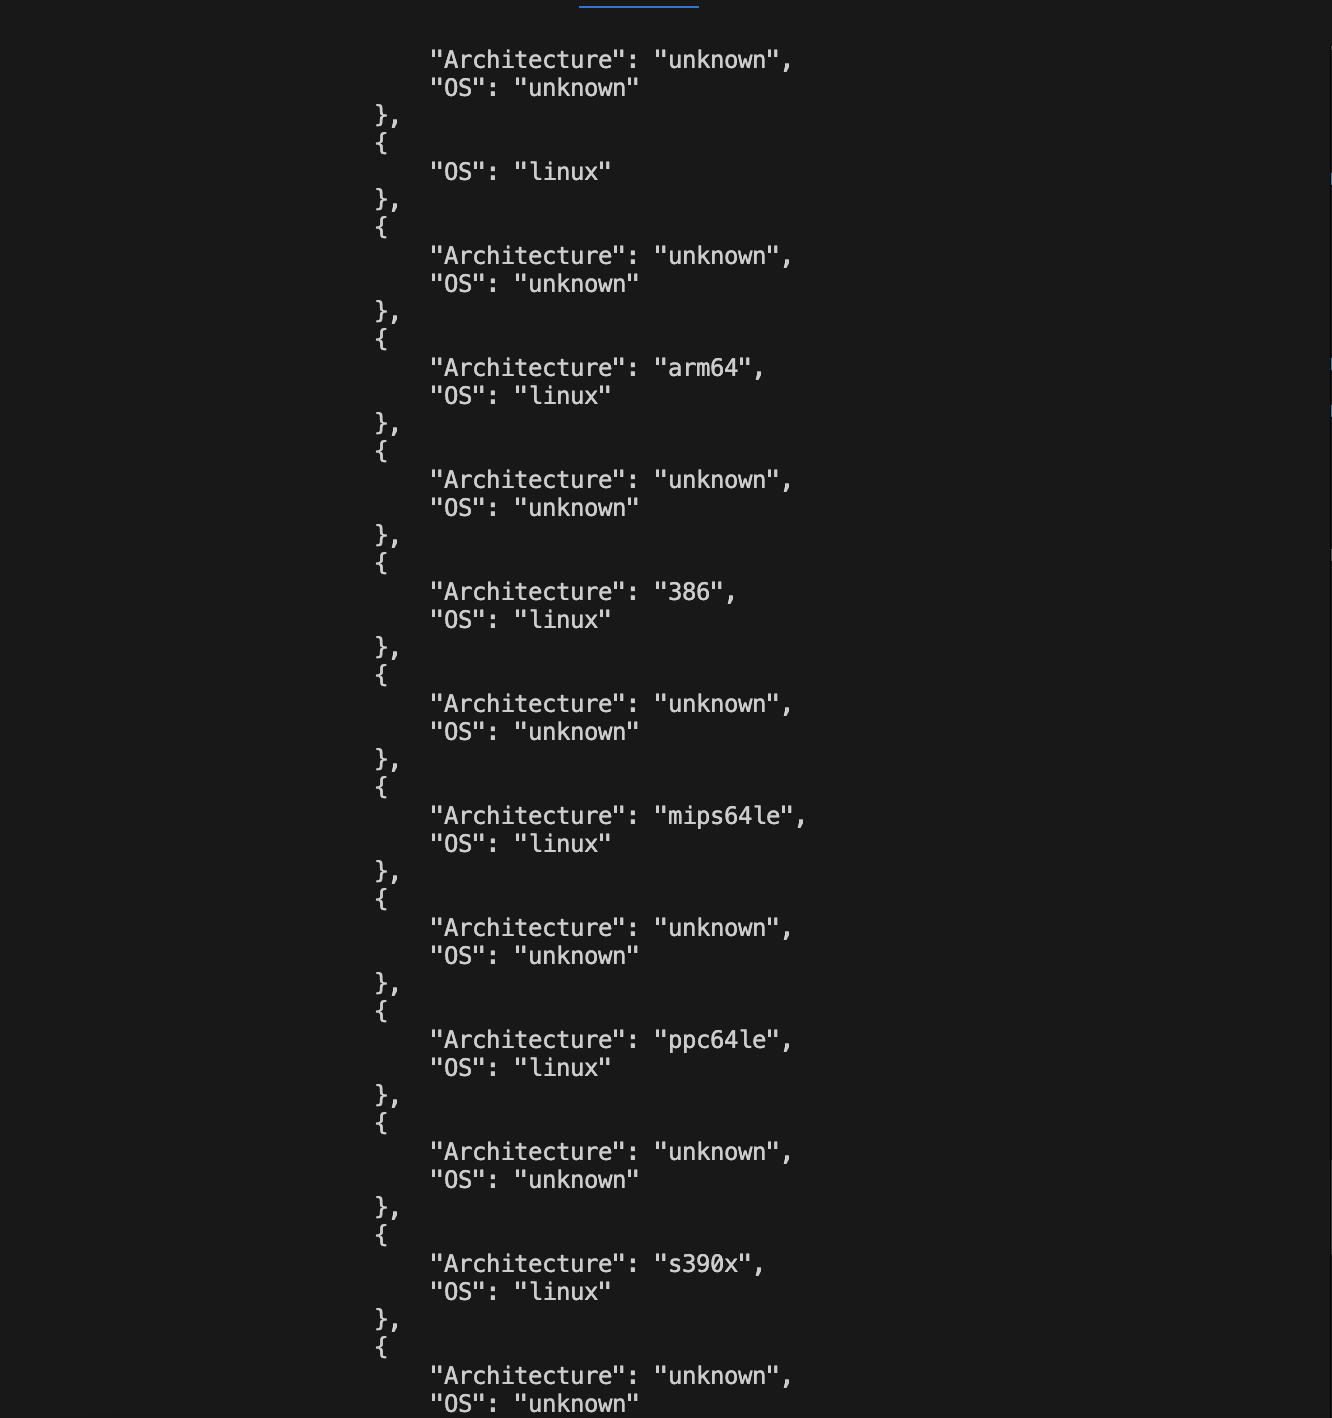 "Architecture": "unknown",
"OS": "unknown"
},
{
"OS": "linux"
},
{
"Architecture": "unknown",
"OS": "unknown"
},
{
"Architecture": "arm64",
"OS": "linux"
},
{
"Architecture": "unknown",
"OS": "unknown"
},
{
"Architecture": "386",
"OS": "linux"
},
{
"Architecture": "unknown",
"OS": "unknown"
},
{
"Architecture": "mips64le",
"OS": "linux"
},
{
"Architecture": "unknown",
"OS": "unknown"
},
{
"Architecture": "ppc64le",
"OS": "linux"
},
{
"Architecture": "unknown",
"OS": "unknown"
},
{
"Architecture": "s390x",
"OS": "linux"
},
{
"Architecture": "unknown",
"OS": "unknown"